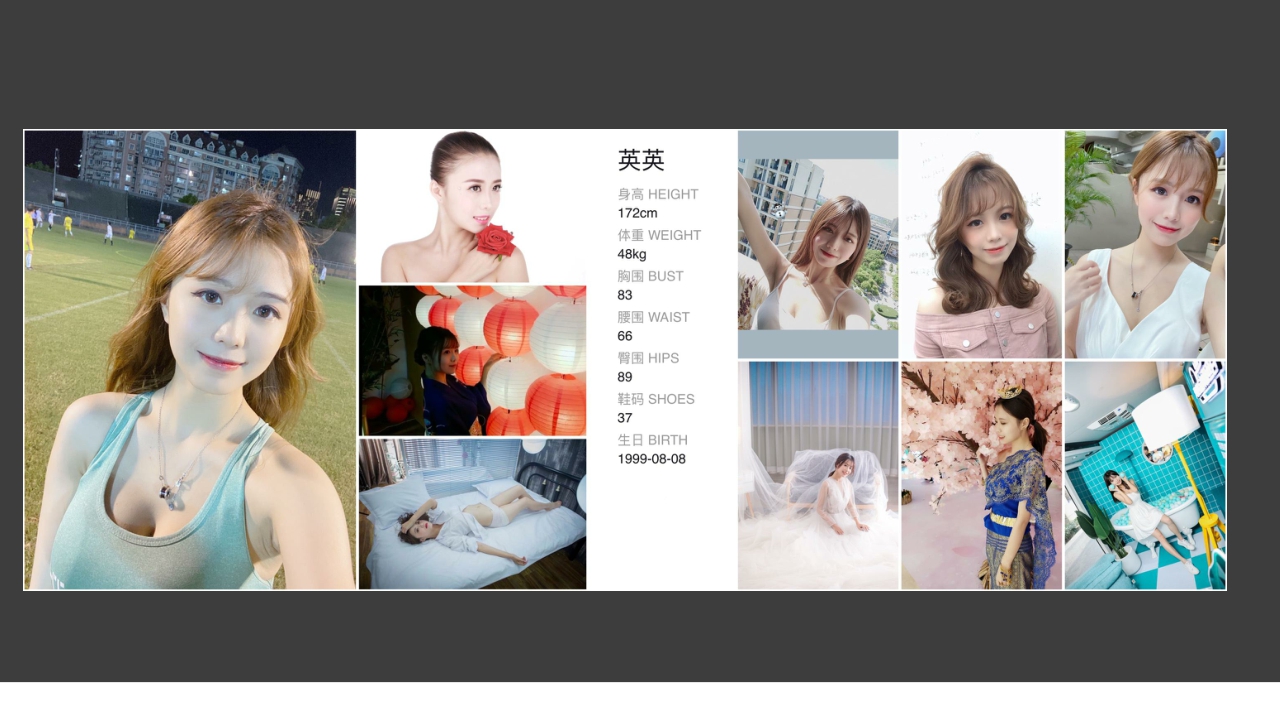 英英
身高 HEIGHT
172cm
体重 WEIGHT
48kg
胸围 BUST
83
腰围 WAIST
66
臀围 HIPS
89
鞋码 SHOES
37
生日 BIRTH
1999-08-08